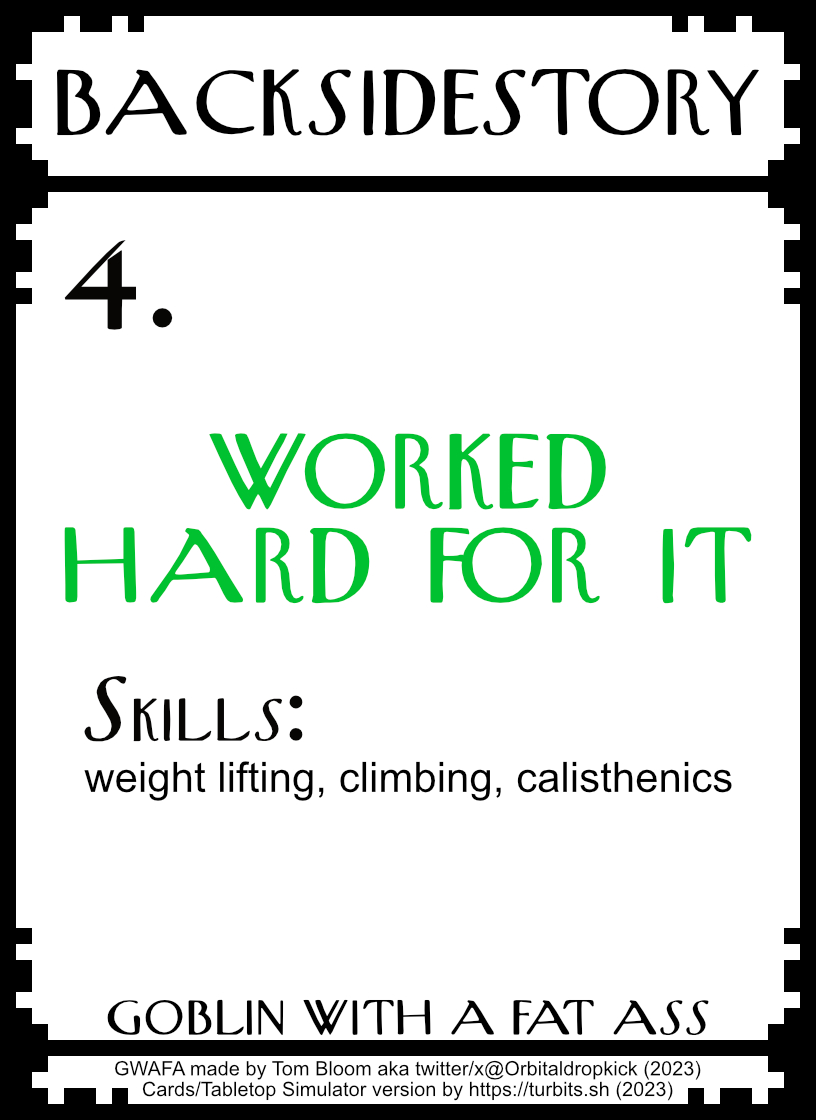 BACKSIDESTORY
4.
WORKED
HARD FOR IT
SKILLS:
weight lifting, climbing, calisthenics
GOBLIN WITH A FAT ASS
GWAFA made by Tom Bloom aka twitter/x@Orbitaldropkick (2023)
Cards/Tabletop Simulator version by https://turbits.sh (2023)